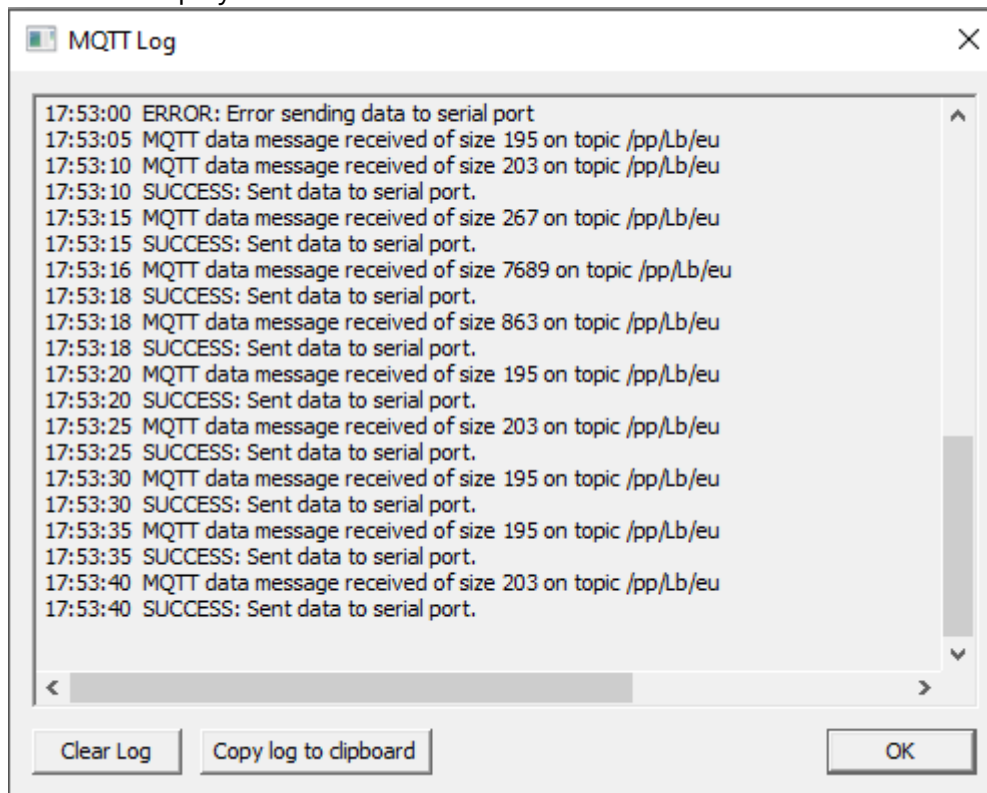 MQTT Log
17:53:00 ERROR: Error sending data to serial port
17:53:05 MQTT data message received of size 195 on topic /pp/Lb/eu
17:53:10 MQTT data message received of size 203 on topic /pp/Lb/eu
17:53:10 SUCCESS: Sent data to serial port.
17:53:15 MQTT data message received of size 267 on topic /pp/Lb/eu
17:53:15 SUCCESS: Sent data to serial port.
17:53:16 MQTT data message received of size 7689 on topic /pp/Lb/eu
17:53:18 SUCCESS: Sent data to serial port.
17:53:18 MQTT data message received of size 863 on topic /pp/Lb/eu
17:53:18 SUCCESS: Sent data to serial port.
17:53:20 MQTT data message received of size 195 on topic /pp/Lb/eu
17:53:20 SUCCESS: Sent data to serial port.
17:53:25 MQTT data message received of size 203 on topic /pp/Lb/eu
17:53:25 SUCCESS: Sent data to serial port.
17:53:30 MQTT data message received of size 195 on topic /pp/Lb/eu
17:53:30 SUCCESS: Sent data to serial port.
17:53:35 MQTT data message received of size 195 on topic /pp/Lb/eu
17:53:35 SUCCESS: Sent data to serial port.
17:53:40 MQTT data message received of size 203 on topic /pp/Lb/eu
17:53:40 SUCCESS: Sent data to serial port.
Clear Log Copy log to clipboard OK